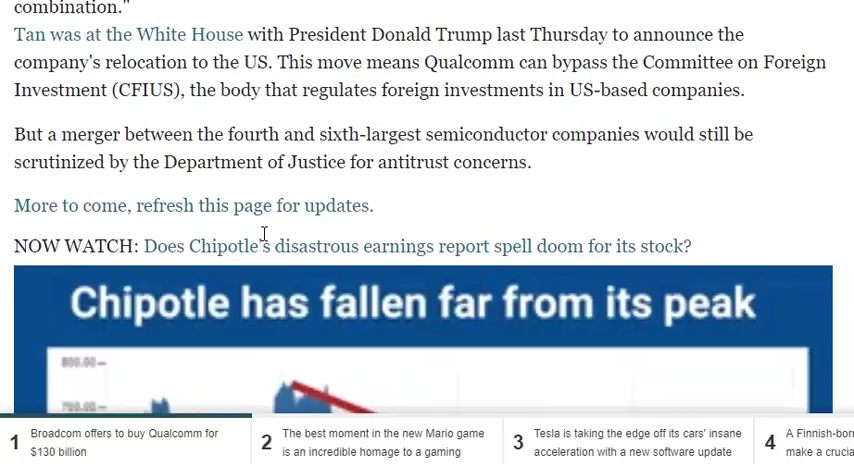 combination."
Tan was at the White House with President Donald Trump last Thursday to announce the
company's relocation to the US. This move means Qualcomm can bypass the Committee on Foreign
Investment (CFIUS), the body that regulates foreign investments in US-based companies.
But a merger between the fourth and sixth-largest semiconductor companies would still be
scrutinized by the Department of Justice for antitrust concerns.
More to come, refresh this page for updates.
NOW WATCH: Does Chipotle's disastrous earnings report spell doom for its stock?
Chipotle has fallen far from its peak
800.00
700.00
1 Broadcom offers to buy Qualcomm for
$130 billion
2 The best moment in the new Mario game
is an incredible homage to a gaming
3 Tesla is taking the edge off its cars' insane
acceleration with a new software update
4 A Finnish-bor
make a crucia